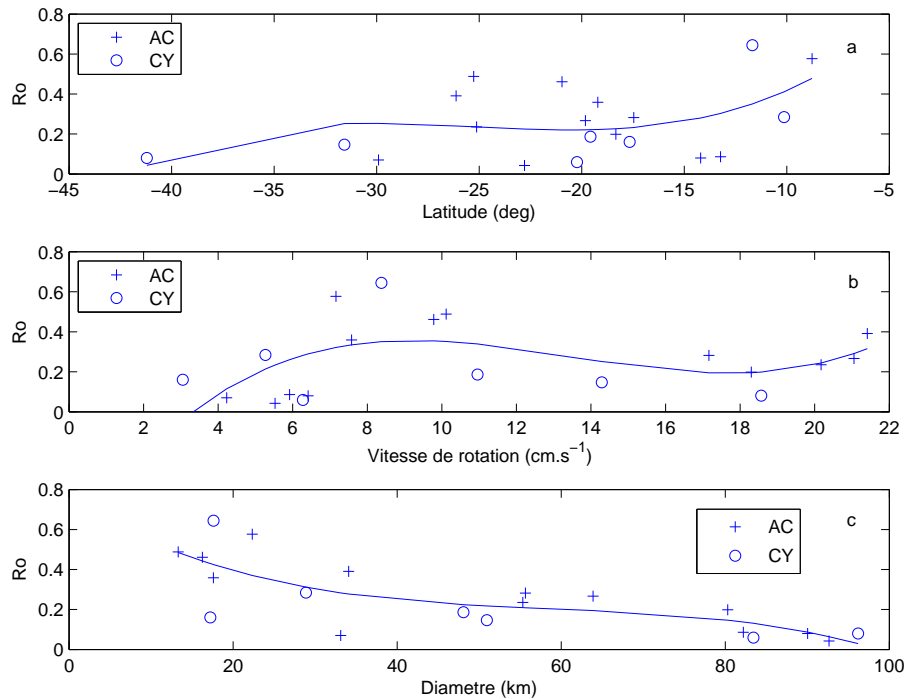 0.8
0.6
0.4
0.2
0
Ro
AC
CY
a
−45 −40 −35 −30 −25 −20 −15 −10 −5
Latitude (deg)
0.8
0.6
0.4
0.2
0
Ro
AC
CY
b
0 2 4 6 8 10 12 14 16 18 20 22
Vitesse de rotation (cm.s⁻¹)
0.8
0.6
0.4
0.2
0
Ro
AC
CY
c
0 20 40 60 80 100
Diametre (km)